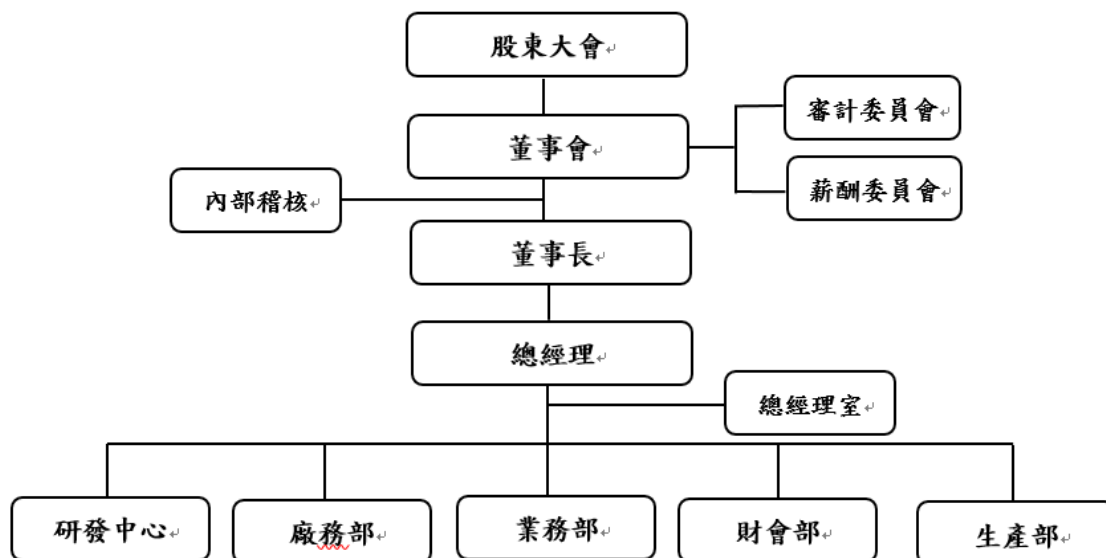 股東大會
審計委員會
董事會
薪酬委員會
內部稽核
董事長
總經理
總經理室
研發中心
廠務部
業務部
財會部
生產部